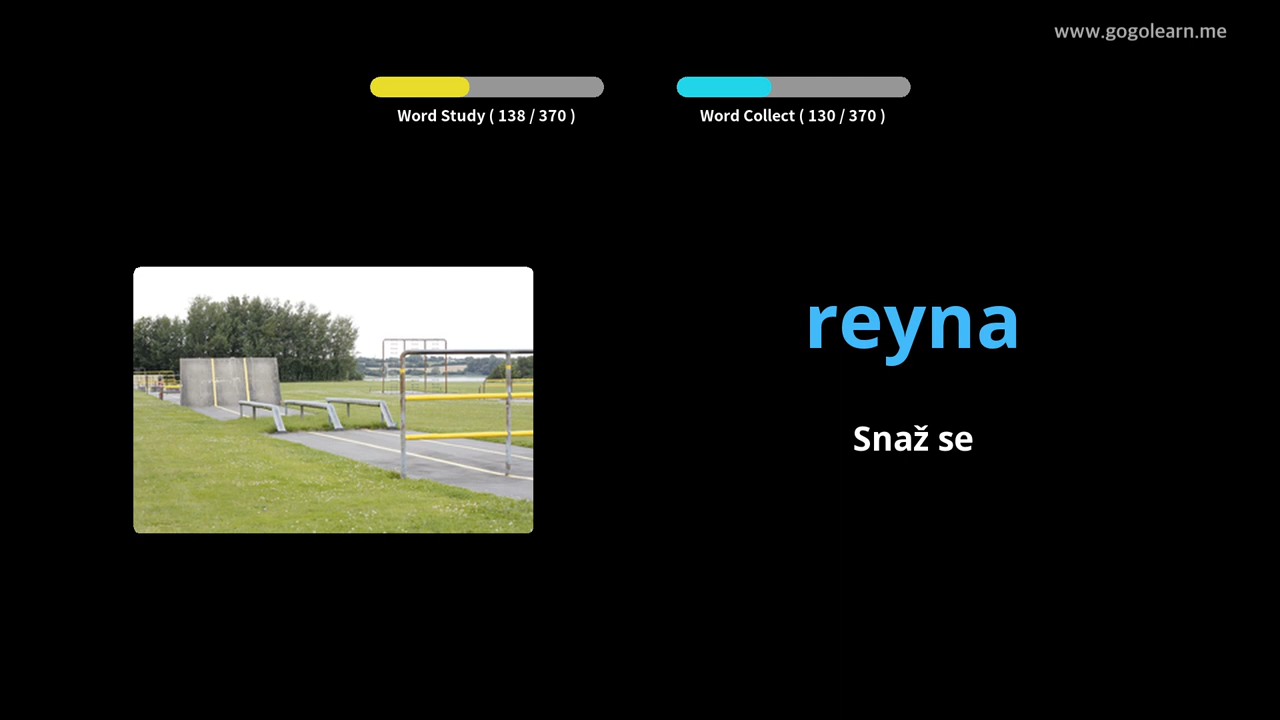 www.gogolearn.me
Word Study ( 138 / 370 )
Word Collect ( 130 / 370 )
reyna
Snaž se